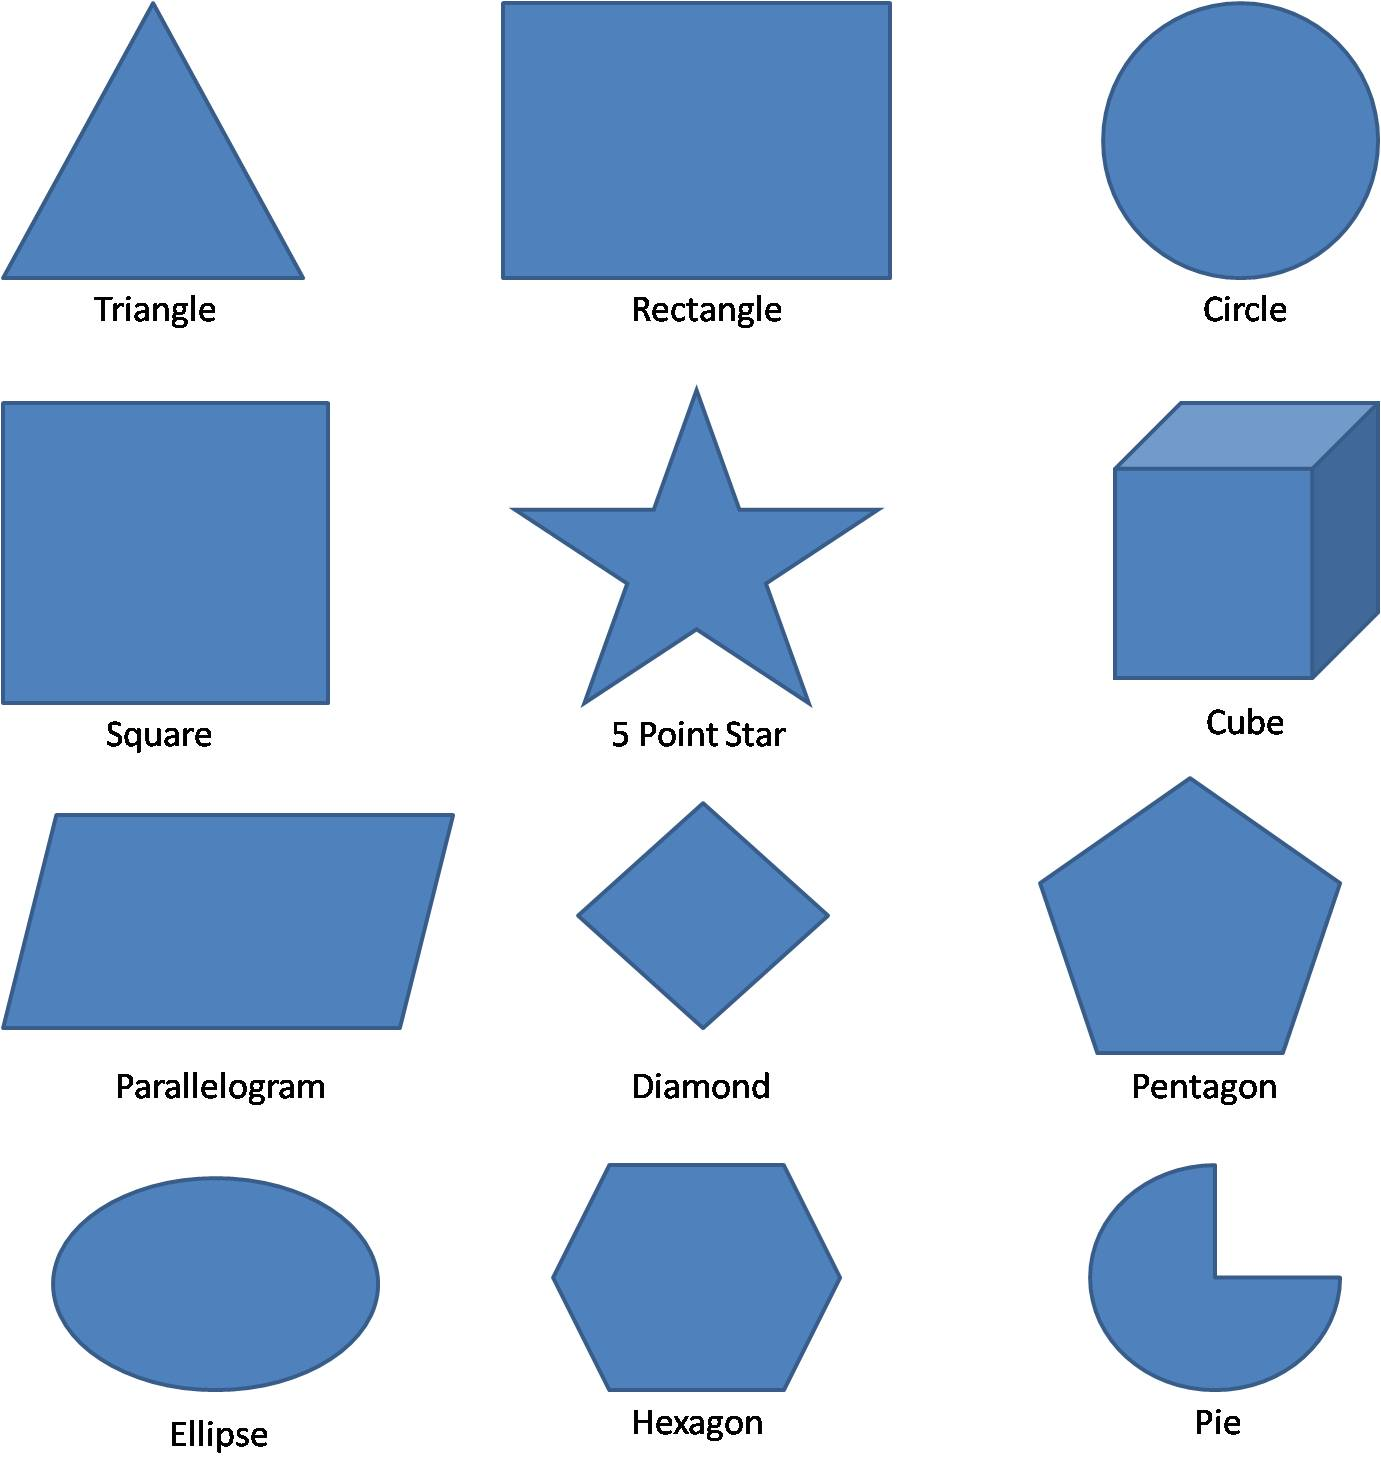 Triangle
Rectangle
Circle
Square
5 Point Star
Cube
Parallelogram
Diamond
Pentagon
Ellipse
Hexagon
Pie